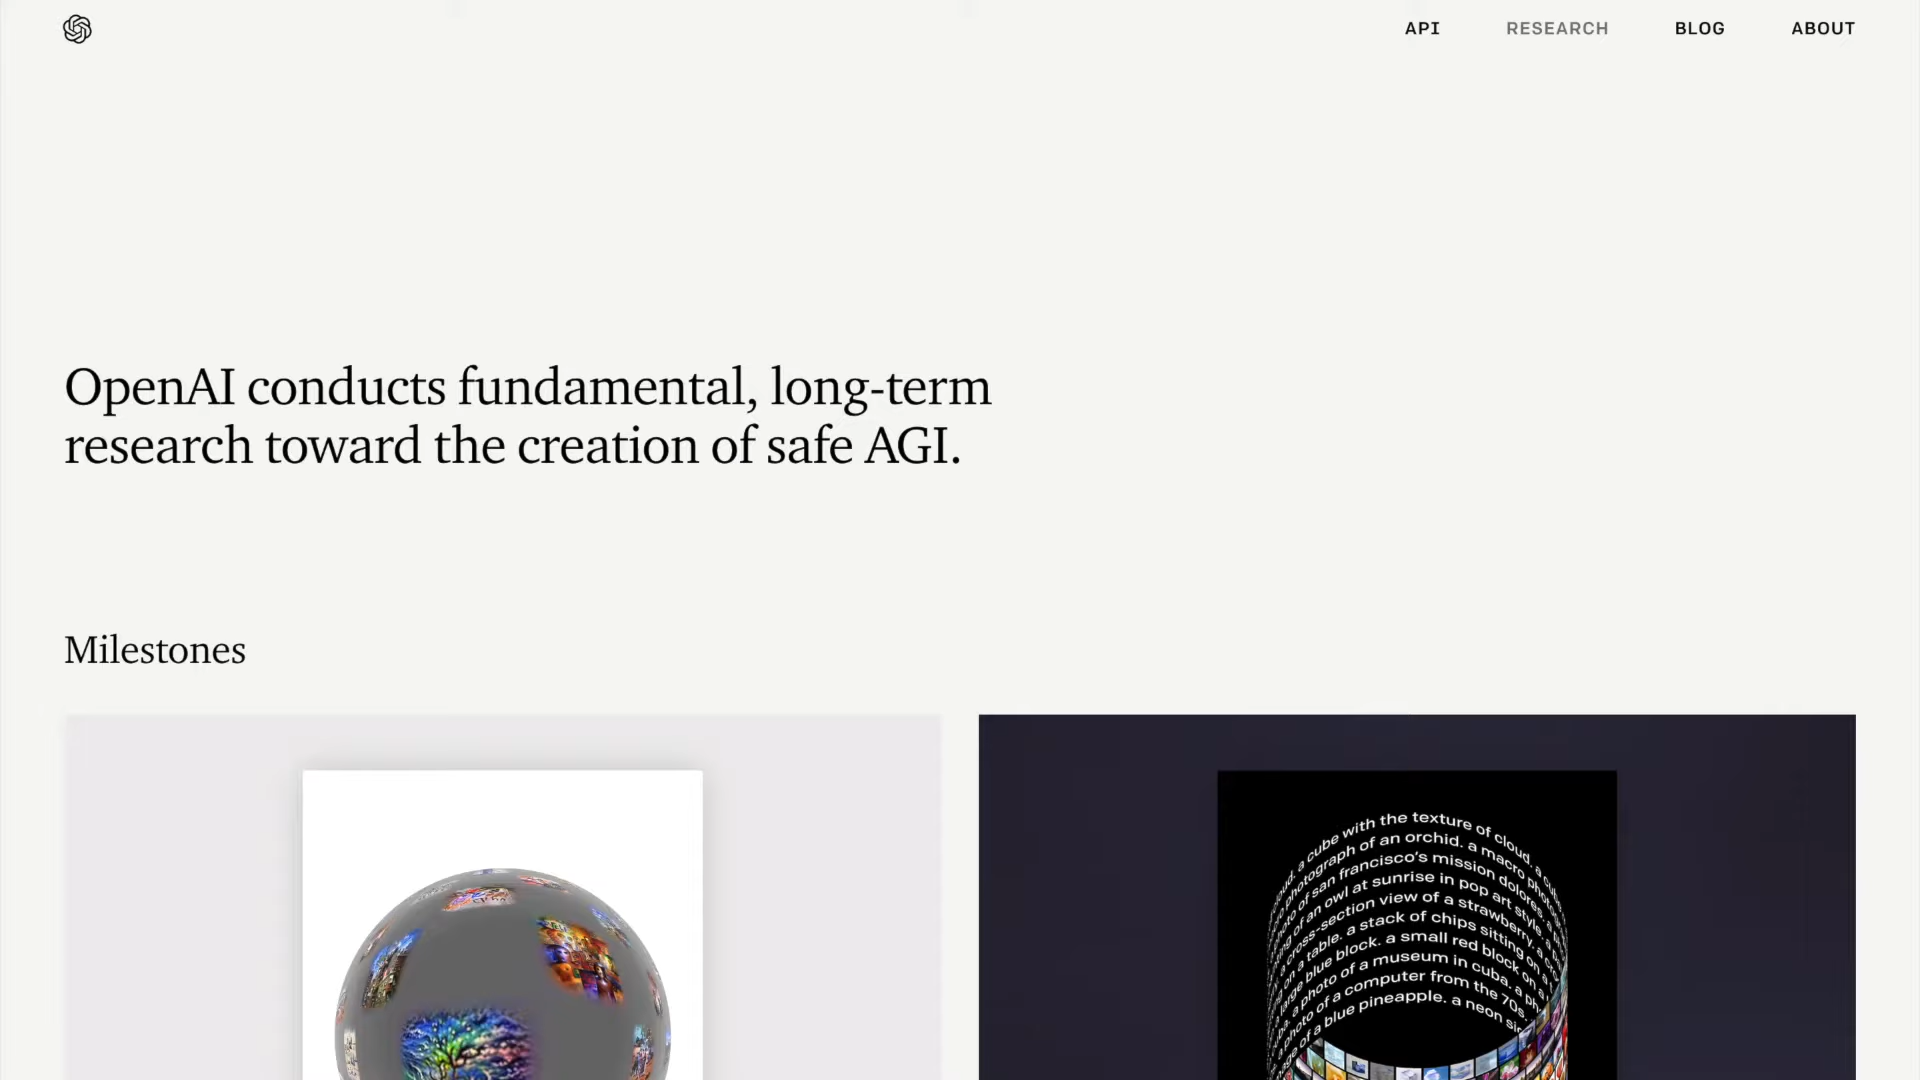 API
RESEARCH
BLOG
ABOUT
OpenAI conducts fundamental, long-term
research toward the creation of safe AGI.
Milestones
a cube with the texture of cloud. a
photograph of an orchid. a macro
of san francisco's mission dolores.
of an owl at sunrise in pop art style. a
cross-section view of a strawberry. a
on a table. a stack of chips sitting on
a large blue block. a small red block on a
a photo of a museum in cuba. a
a photo of a computer from the 70s.
of a blue pineapple. a neon